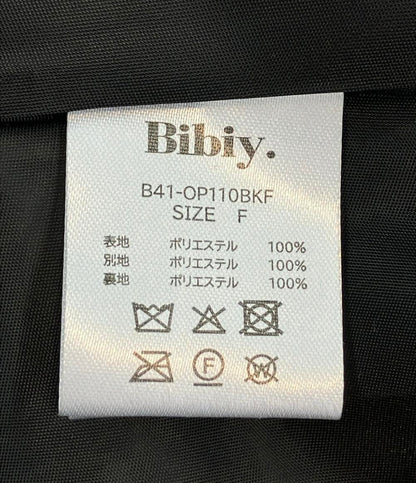 Bibiy.
B41-OP110BKF
SIZE F
表地 ポリエステル 100%
別地 ポリエステル 100%
裏地 ポリエステル 100%
F W